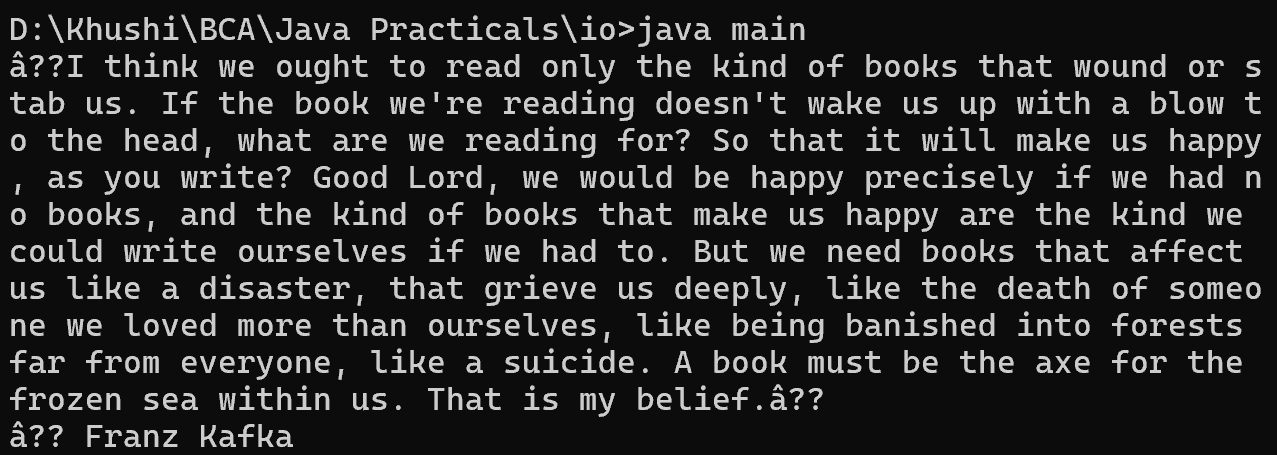 D:\Khushi\BCA\Java Practicals\io>java main
â??I think we ought to read only the kind of books that wound or s
tab us. If the book we're reading doesn't wake us up with a blow t
o the head, what are we reading for? So that it will make us happy
, as you write? Good Lord, we would be happy precisely if we had n
o books, and the kind of books that make us happy are the kind we
could write ourselves if we had to. But we need books that affect
us like a disaster, that grieve us deeply, like the death of someo
ne we loved more than ourselves, like being banished into forests
far from everyone, like a suicide. A book must be the axe for the
frozen sea within us. That is my belief.â??
â?? Franz Kafka